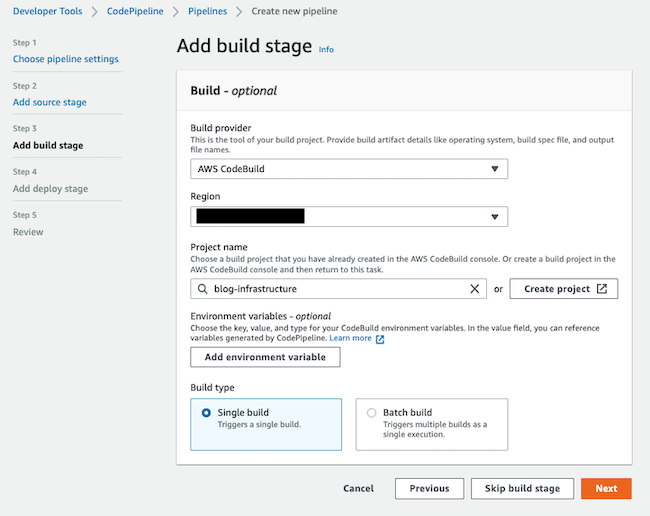 Developer Tools > CodePipeline > Pipelines > Create new pipeline
Step 1
Choose pipeline settings
Step 2
Add source stage
Step 3
Add build stage
Step 4
Add deploy stage
Step 5
Review
Add build stage Info
Build - optional
Build provider
This is the tool of your build project. Provide build artifact details like operating system, build spec file, and output
file names.
AWS CodeBuild
Region
Project name
Choose a build project that you have already created in the AWS CodeBuild console. Or create a build project in the
AWS CodeBuild console and then return to this task.
blog-infrastructure
or
Create project
Environment variables - optional
Choose the key, value, and type for your CodeBuild environment variables. In the value field, you can reference
variables generated by CodePipeline. Learn more
Add environment variable
Build type
Single build
Triggers a single build.
Batch build
Triggers multiple builds as a
single execution.
Cancel
Previous
Skip build stage
Next